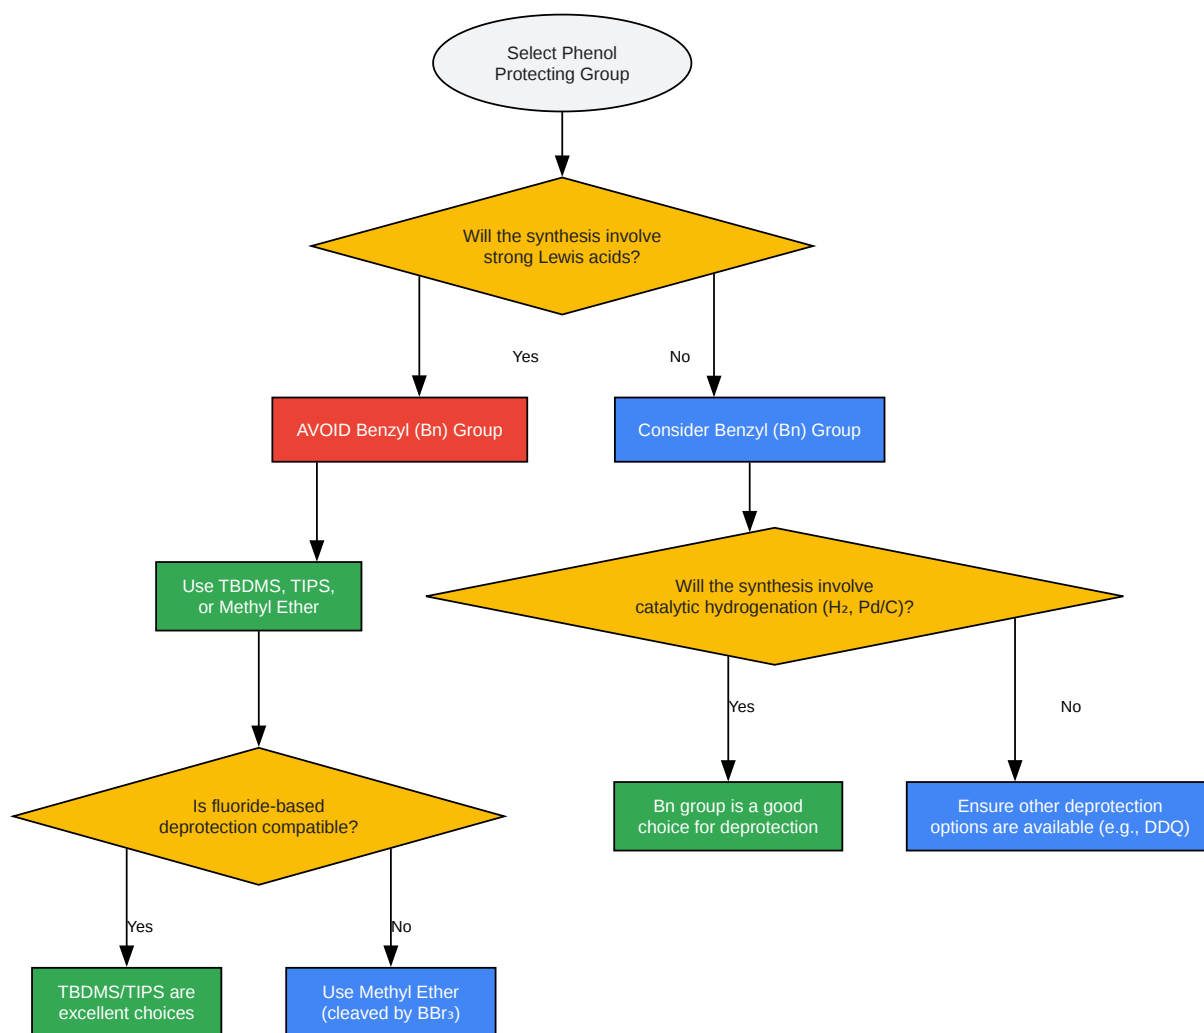 Select Phenol
Protecting Group
Will the synthesis involve
strong Lewis acids?
Yes
No
AVOID Benzyl (Bn) Group
Consider Benzyl (Bn) Group
Use TBDMS, TIPS,
or Methyl Ether
Will the synthesis involve
catalytic hydrogenation (H₂, Pd/C)?
Yes
No
Is fluoride-based
deprotection compatible?
Bn group is a good
choice for deprotection
Ensure other deprotection
options are available (e.g., DDQ)
Yes
No
TBDMS/TIPS are
excellent choices
Use Methyl Ether
(cleaved by BBr₃)